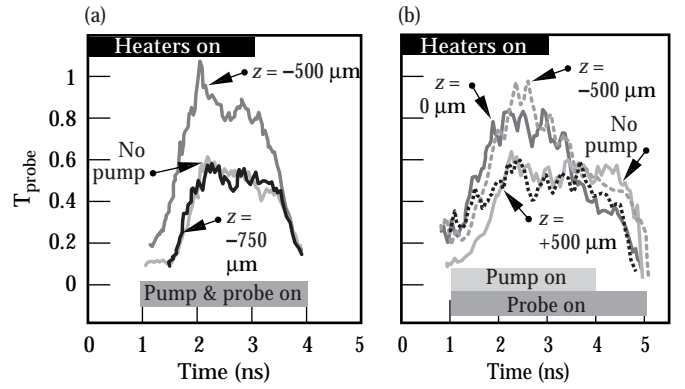 (a)
Heaters on
z = −500 µm
No
pump
z =
−750
µm
Pump & probe on
T probe
1
0.8
0.6
0.4
0.2
0
0 1 2 3 4 5
Time (ns)
(b)
Heaters on
z =
0 µm
z =
−500 µm
No
pump
z =
+500 µm
Pump on
Probe on
0 1 2 3 4 5
Time (ns)